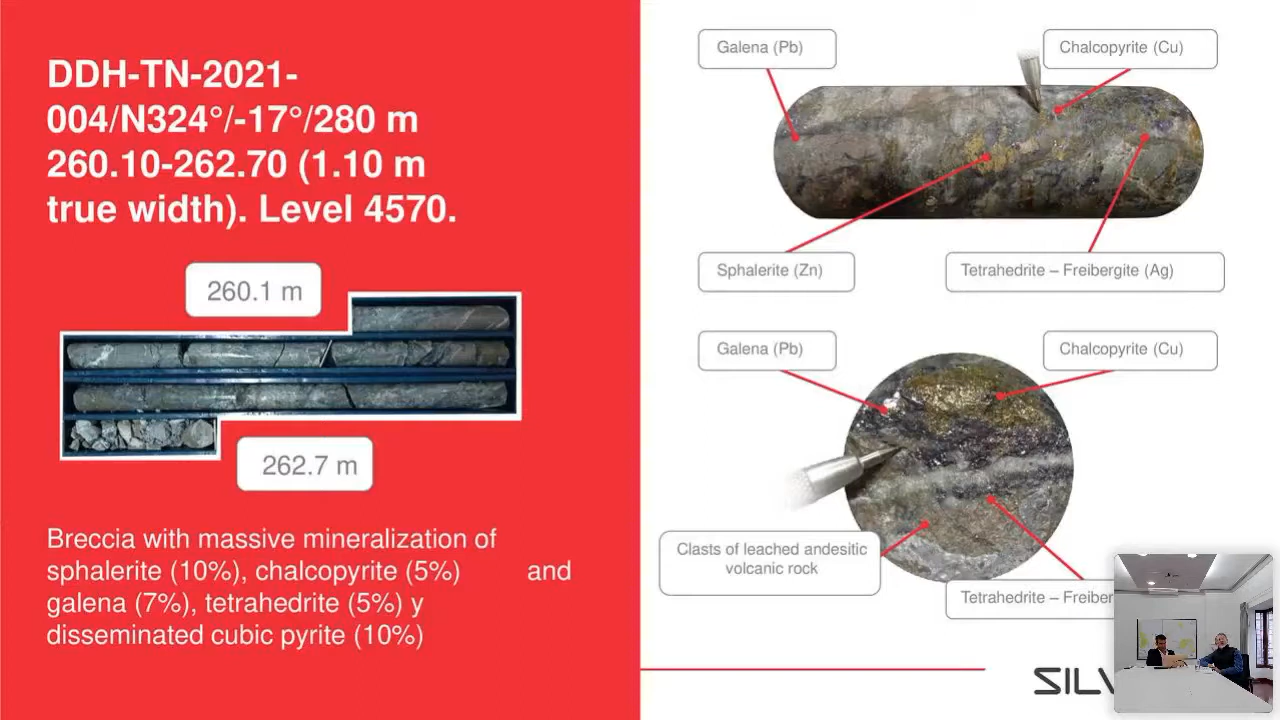 DDH-TN-2021-
004/N324°/-17°/280 m
260.10-262.70 (1.10 m
true width). Level 4570.
260.1 m
262.7 m
Breccia with massive mineralization of
sphalerite (10%), chalcopyrite (5%) and
galena (7%), tetrahedrite (5%) y
disseminated cubic pyrite (10%)
Galena (Pb)
Chalcopyrite (Cu)
Sphalerite (Zn)
Tetrahedrite – Freibergite (Ag)
Galena (Pb)
Chalcopyrite (Cu)
Clasts of leached andesitic
volcanic rock
Tetrahedrite – Freiber
SILV